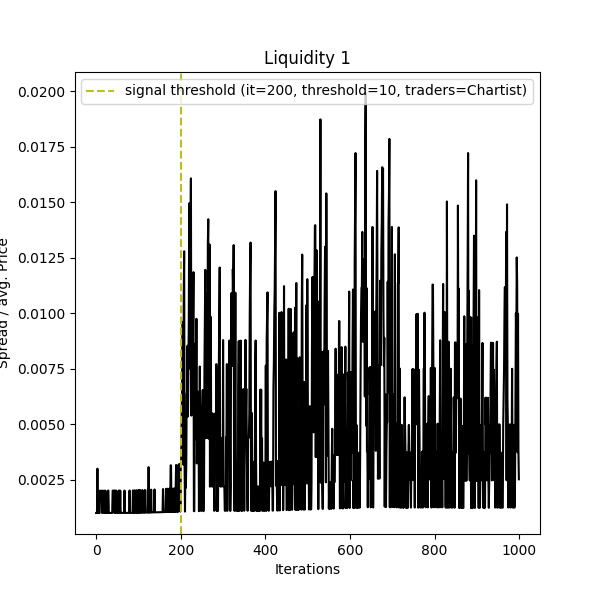 Liquidity 1
signal threshold (it=200, threshold=10, traders=Chartist)
0.0200
0.0175
0.0150
0.0125
0.0100
0.0075
0.0050
0.0025
Spread / avg. Price
0 200 400 600 800 1000
Iterations